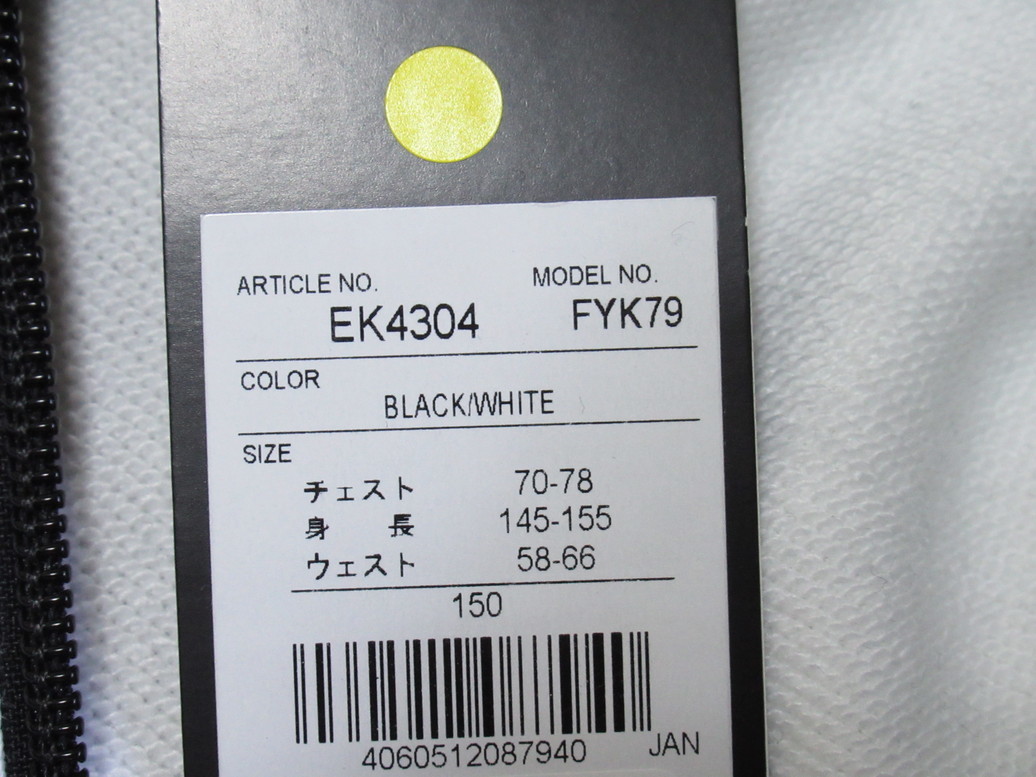 ARTICLE NO. MODEL NO.
EK4304 FYK79
COLOR
BLACK/WHITE
SIZE
チェスト 70-78
身 長 145-155
ウェスト 58-66
150
4060512087940 JAN